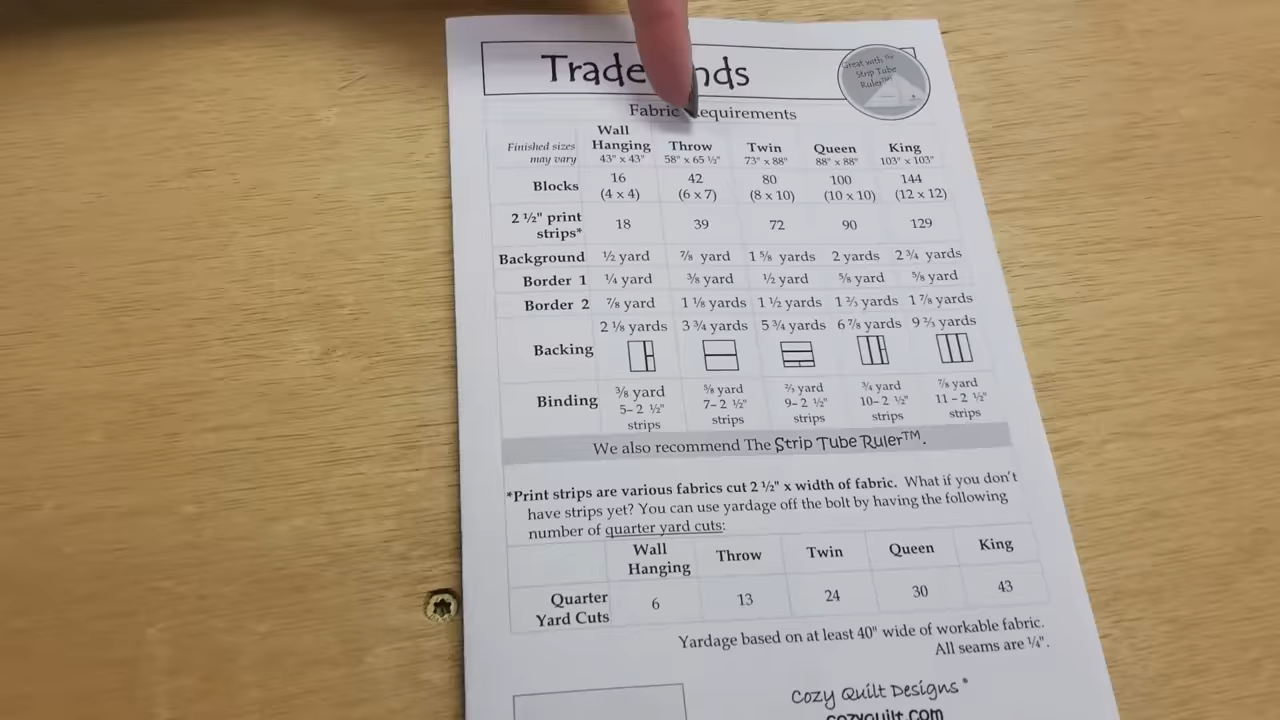 Trade nds
Great with the™
Strip Tube
Ruler™
Fabric equirements
Finished sizes may vary | Wall Hanging 43" x 43" | Throw 58" x 65 ½" | Twin 73" x 88" | Queen 88" x 88" | King 103" x 103"
Blocks | 16 (4 x 4) | 42 (6 x 7) | 80 (8 x 10) | 100 (10 x 10) | 144 (12 x 12)
2 ½" print strips* | 18 | 39 | 72 | 90 | 129
Background | ½ yard | ⅞ yard | 1 ⅝ yards | 2 yards | 2 ¾ yards
Border 1 | ¼ yard | ⅜ yard | ½ yard | ⅝ yard | ⅝ yard
Border 2 | ⅞ yard | 1 ⅛ yards | 1 ½ yards | 1 ⅔ yards | 1 ⅞ yards
Backing | 2 ⅛ yards | 3 ¾ yards | 5 ¾ yards | 6 ⅞ yards | 9 ⅔ yards
Binding | ⅜ yard 5– 2 ½" strips | ⅝ yard 7– 2 ½" strips | ⅔ yard 9– 2 ½" strips | ¾ yard 10– 2 ½" strips | ⅞ yard 11 – 2 ½" strips
We also recommend The Strip Tube Ruler™.
*Print strips are various fabrics cut 2 ½" x width of fabric. What if you don't
have strips yet? You can use yardage off the bolt by having the following
number of quarter yard cuts:
Wall Hanging | Throw | Twin | Queen | King
Quarter Yard Cuts | 6 | 13 | 24 | 30 | 43
Yardage based on at least 40" wide of workable fabric.
All seams are ¼".
Cozy Quilt Designs®
cozyquilt.com